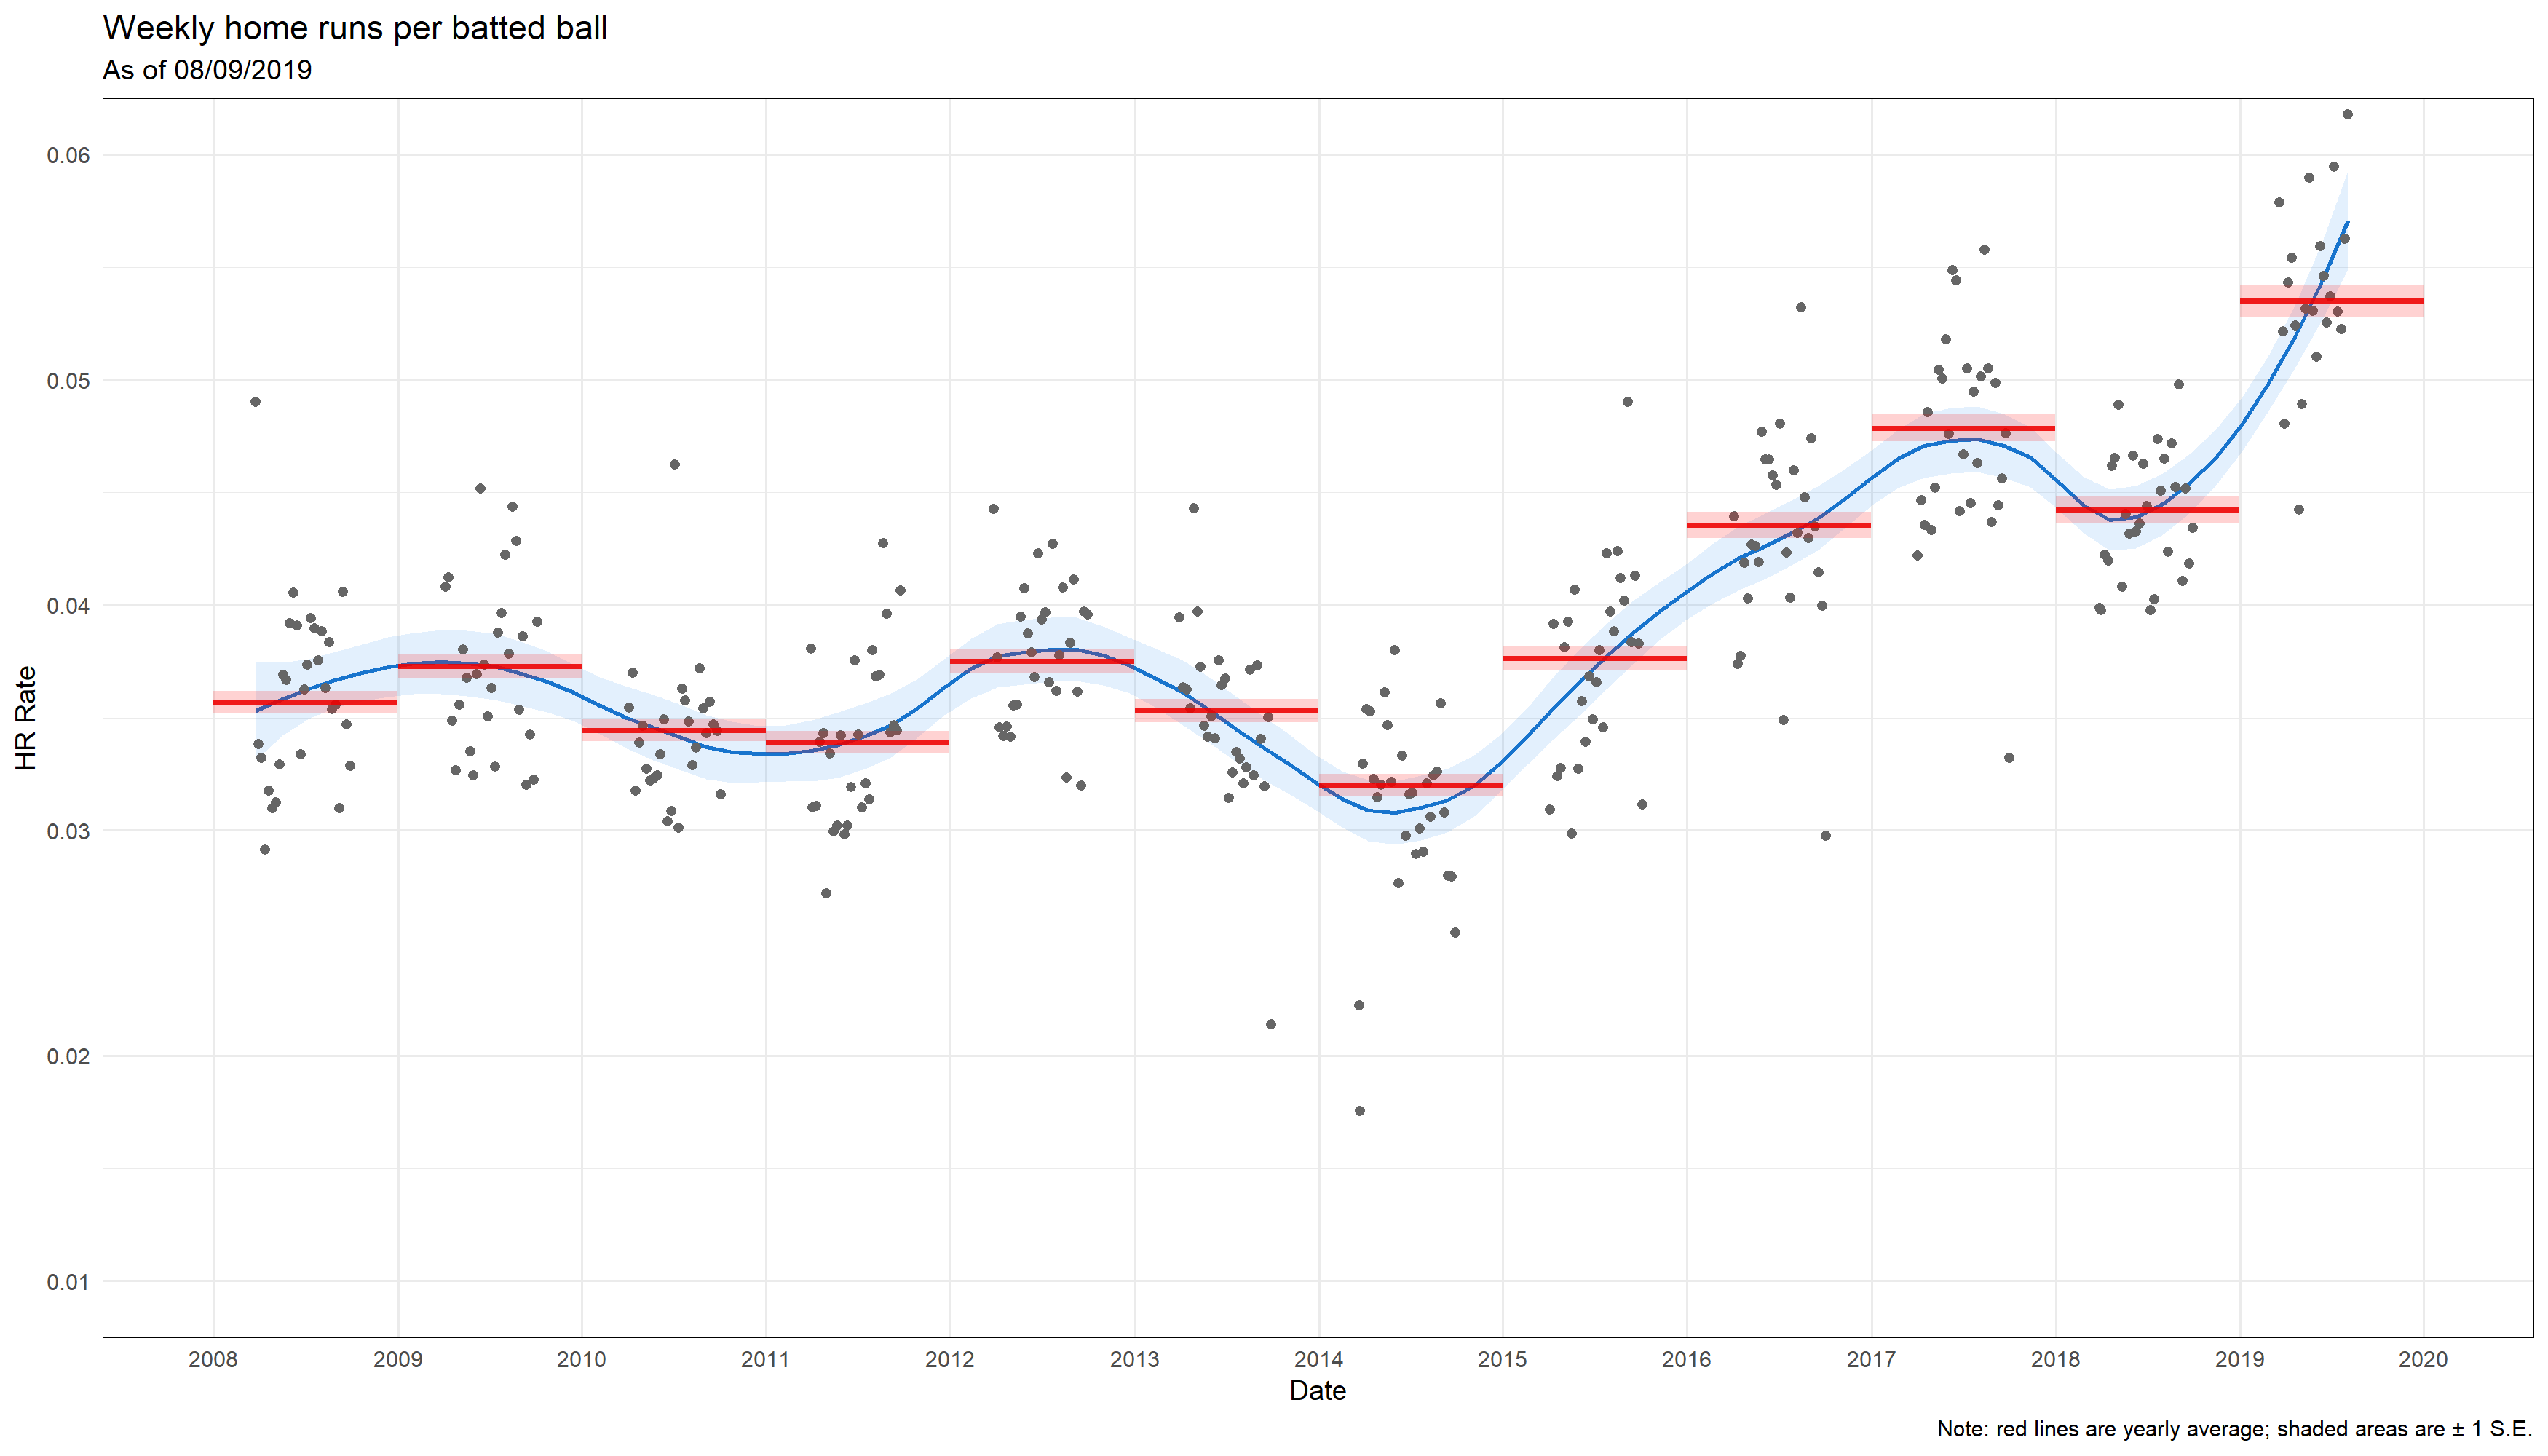 Weekly home runs per batted ball
As of 08/09/2019
HR Rate
0.06
0.05
0.04
0.03
0.02
0.01
2008 2009 2010 2011 2012 2013 2014 2015 2016 2017 2018 2019 2020
Date
Note: red lines are yearly average; shaded areas are ± 1 S.E.